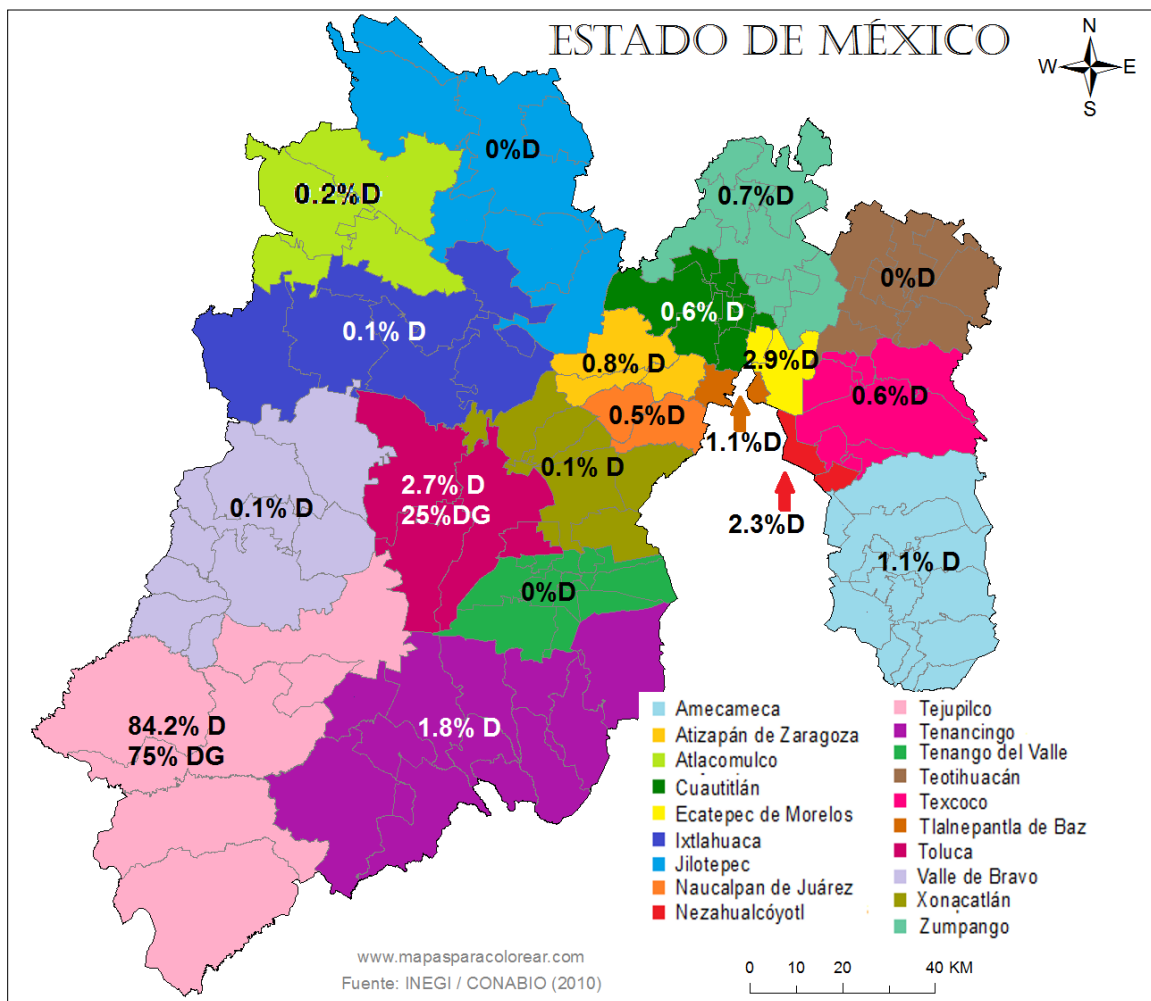 ESTADO DE MÉXICO
N
W E
S
0%D
0.2%D
0.7%D
0%D
0.6% D
0.1% D
0.8% D
2.9%D
0.6%D
0.5%D
1.1%D
0.1% D
2.7% D
25%DG
0.1% D
2.3%D
1.1% D
0%D
84.2% D
75% DG
1.8% D
Amecameca
Atizapán de Zaragoza
Atlacomulco
Cuautitlán
Ecatepec de Morelos
Ixtlahuaca
Jilotepec
Naucalpan de Juárez
Nezahualcóyotl
Tejupilco
Tenancingo
Tenango del Valle
Teotihuacán
Texcoco
Tlalnepantla de Baz
Toluca
Valle de Bravo
Xonacatlán
Zumpango
www.mapasparacolorear.com
Fuente: INEGI / CONABIO (2010)
0 10 20 40 KM